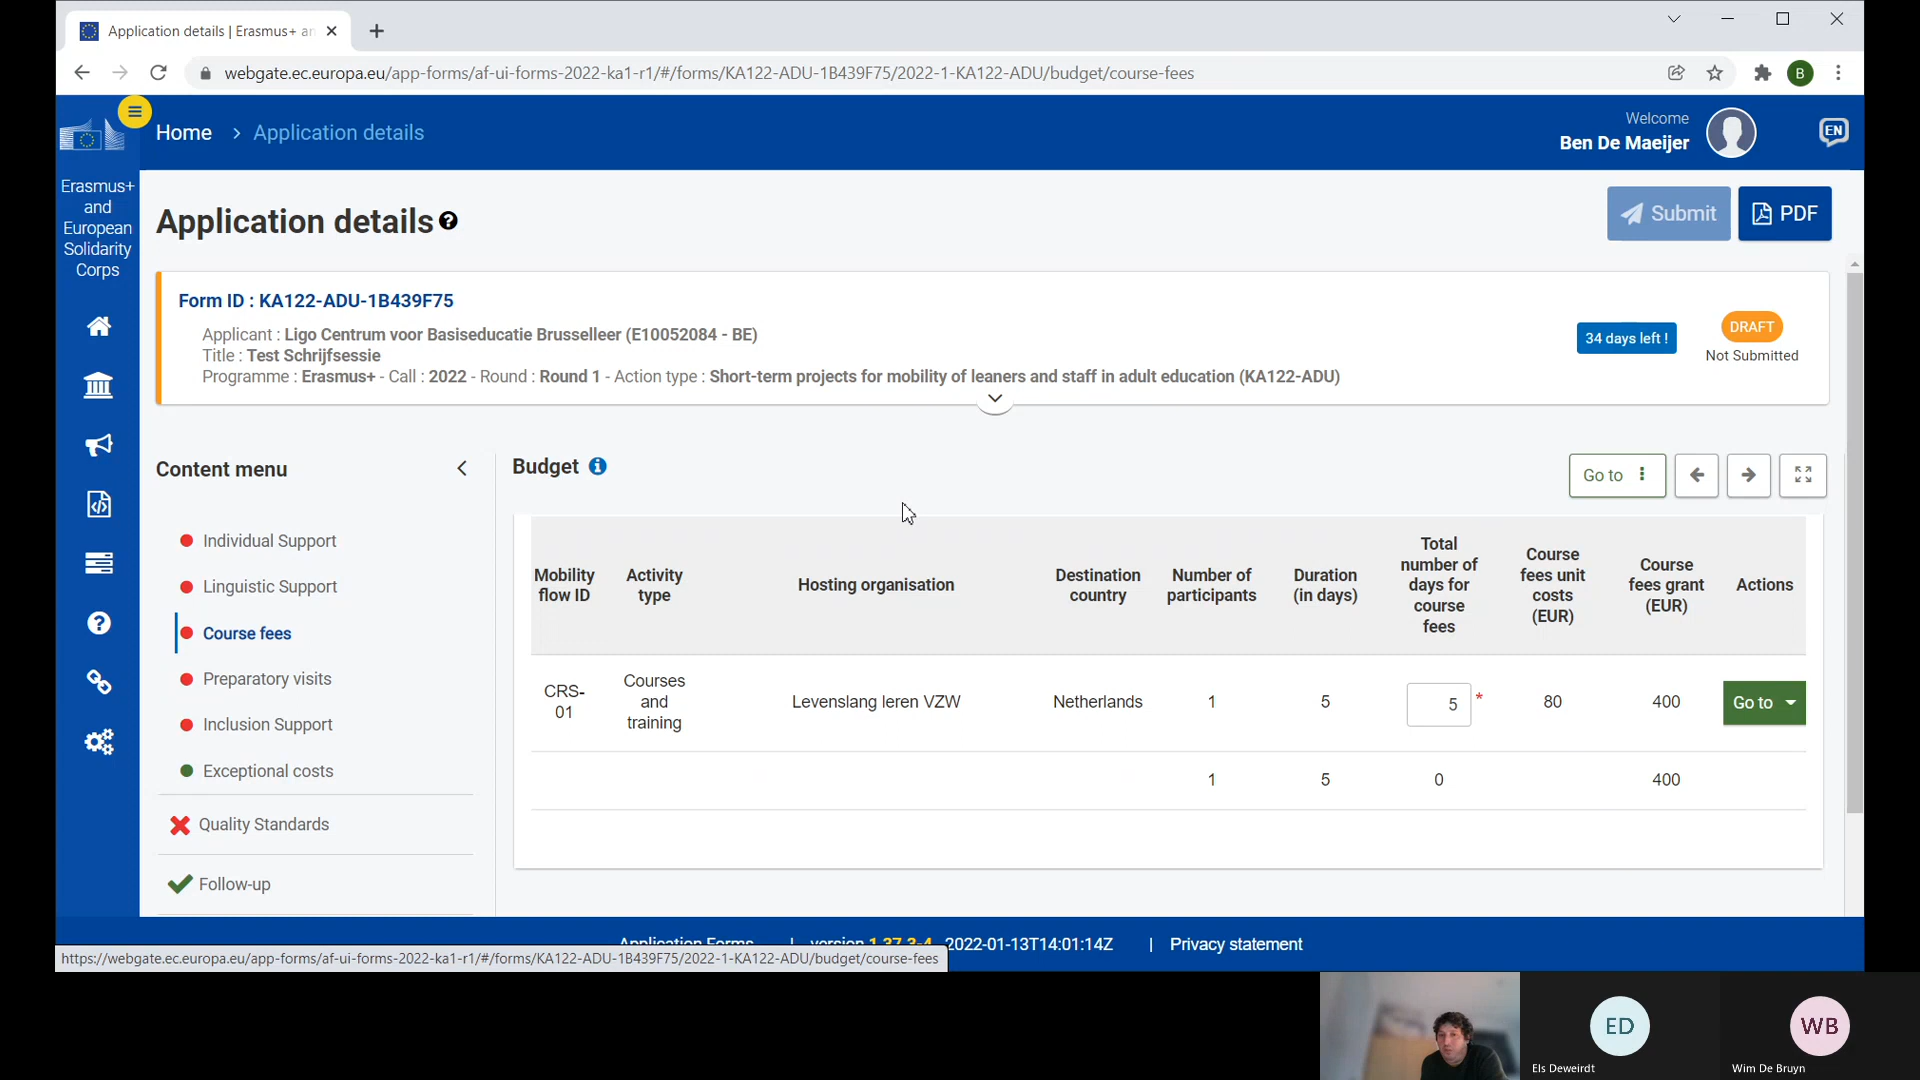 Application details | Erasmus+ an
webgate.ec.europa.eu/app-forms/af-ui-forms-2022-ka1-r1/#/forms/KA122-ADU-1B439F75/2022-1-KA122-ADU/budget/course-fees
B
Home > Application details
Welcome
Ben De Maeijer
EN
Erasmus+
and
European
Solidarity
Corps
Application details
Submit
PDF
Form ID : KA122-ADU-1B439F75
Applicant : Ligo Centrum voor Basiseducatie Brusselleer (E10052084 - BE)
Title : Test Schrijfsessie
Programme : Erasmus+ - Call : 2022 - Round : Round 1 - Action type : Short-term projects for mobility of leaners and staff in adult education (KA122-ADU)
34 days left !
DRAFT
Not Submitted
Content menu
Individual Support
Linguistic Support
Course fees
Preparatory visits
Inclusion Support
Exceptional costs
Quality Standards
Follow-up
Budget
Go to
Mobility
flow ID
Activity
type
Hosting organisation
Destination
country
Number of
participants
Duration
(in days)
Total
number of
days for
course
fees
Course
fees unit
costs
(EUR)
Course
fees grant
(EUR)
Actions
CRS-
01
Courses
and
training
Levenslang leren VZW
Netherlands
1
5
5 *
80
400
Go to
1
5
0
400
Application Forms | version 1.37.3-4 2022-01-13T14:01:14Z | Privacy statement
https://webgate.ec.europa.eu/app-forms/af-ui-forms-2022-ka1-r1/#/forms/KA122-ADU-1B439F75/2022-1-KA122-ADU/budget/course-fees
ED
Els Deweirdt
WB
Wim De Bruyn